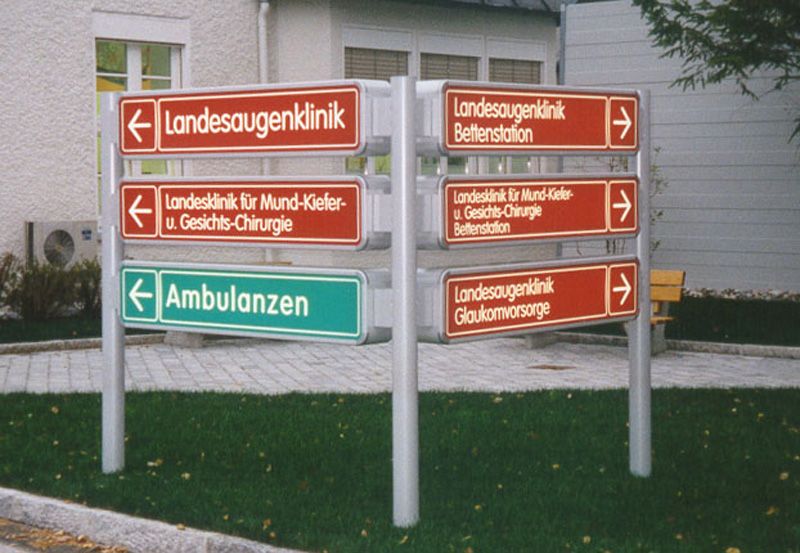 Landesaugenklinik
Landesklinik für Mund-Kiefer-
u. Gesichts-Chirurgie
Ambulanzen
Landesaugenklinik
Bettenstation
Landesklinik für Mund-Kiefer-
u. Gesichts-Chirurgie
Bettenstation
Landesaugenklinik
Glaukomvorsorge